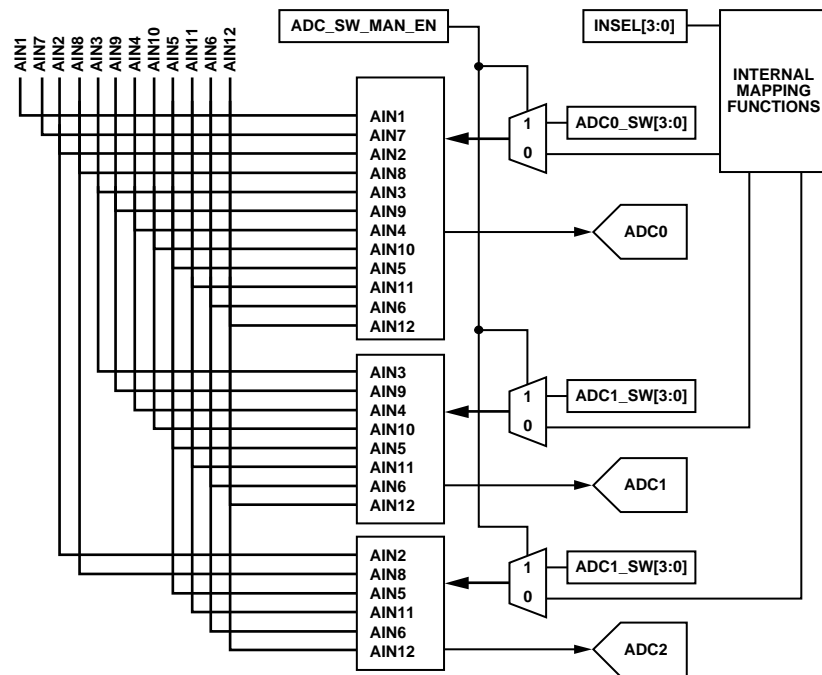 AIN1
AIN7
AIN2
AIN8
AIN3
AIN9
AIN4
AIN10
AIN5
AIN11
AIN6
AIN12
ADC_SW_MAN_EN
INSEL[3:0]
INTERNAL
MAPPING
FUNCTIONS
AIN1
AIN7
AIN2
AIN8
AIN3
AIN9
AIN4
AIN10
AIN5
AIN11
AIN6
AIN12
1
0
ADC0_SW[3:0]
ADC0
AIN3
AIN9
AIN4
AIN10
AIN5
AIN11
AIN6
AIN12
1
0
ADC1_SW[3:0]
ADC1
AIN2
AIN8
AIN5
AIN11
AIN6
AIN12
1
0
ADC1_SW[3:0]
ADC2